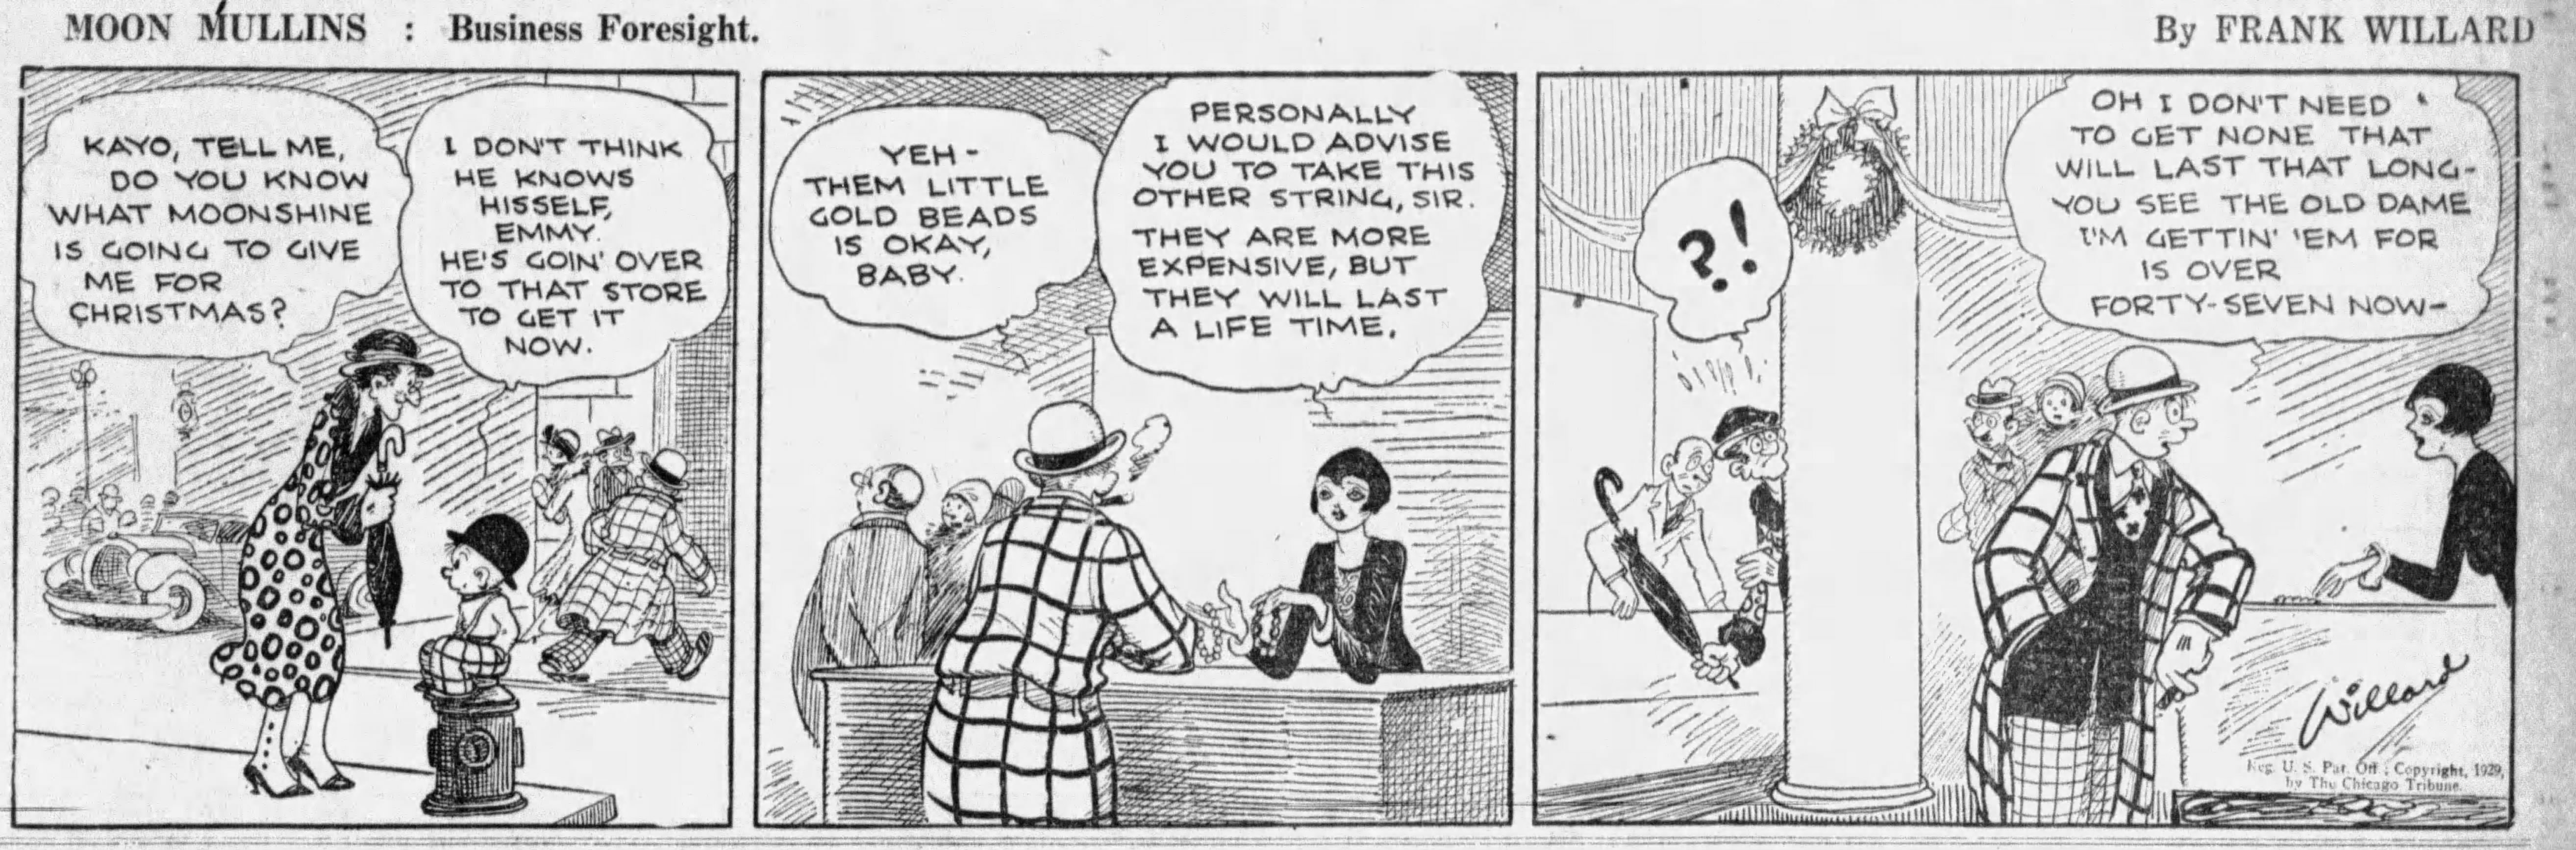 MOON MULLINS : Business Foresight.
By FRANK WILLARD
KAYO, TELL ME,
DO YOU KNOW
WHAT MOONSHINE
IS GOING TO GIVE
ME FOR
CHRISTMAS?
I DON'T THINK
HE KNOWS
HISSELF,
EMMY.
HE'S GOIN' OVER
TO THAT STORE
TO GET IT
NOW.
YEH-
THEM LITTLE
GOLD BEADS
IS OKAY,
BABY.
PERSONALLY
I WOULD ADVISE
YOU TO TAKE THIS
OTHER STRING, SIR.
THEY ARE MORE
EXPENSIVE, BUT
THEY WILL LAST
A LIFE TIME.
?!
OH I DON'T NEED
TO GET NONE THAT
WILL LAST THAT LONG-
YOU SEE THE OLD DAME
I'M GETTIN' 'EM FOR
IS OVER
FORTY-SEVEN NOW-
Willard
Reg. U. S. Pat. Off.; Copyright, 1929,
by The Chicago Tribune.